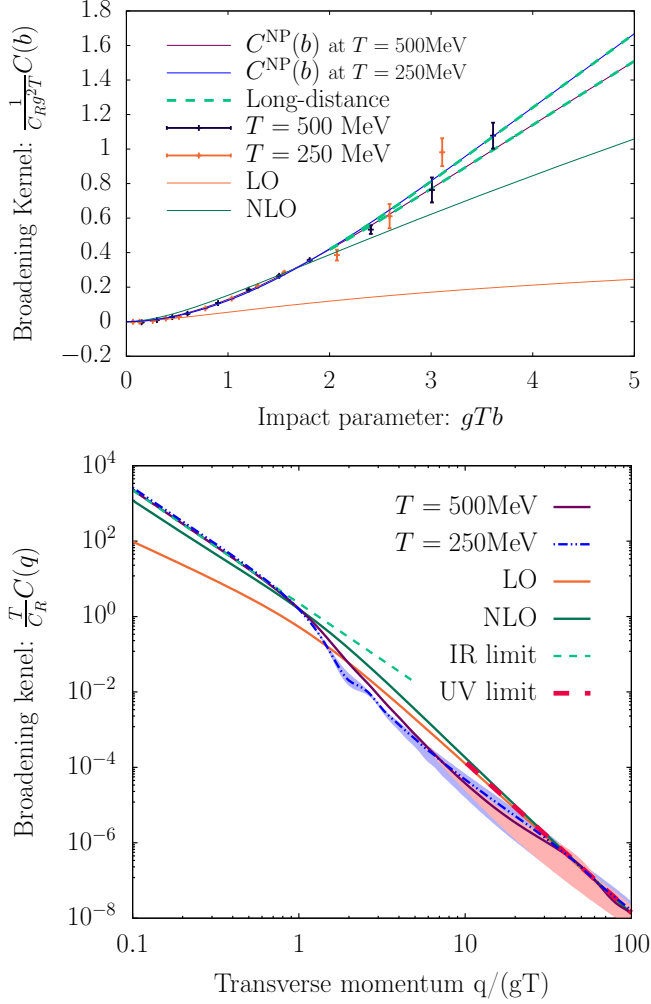 Broadening Kernel: $\frac{1}{C_R g^2 T} C(b)$
1.8
1.6
1.4
1.2
1
0.8
0.6
0.4
0.2
0
−0.2
$C^{\mathrm{NP}}(b)$ at $T = 500$MeV
$C^{\mathrm{NP}}(b)$ at $T = 250$MeV
Long-distance
$T = 500$ MeV
$T = 250$ MeV
LO
NLO
0 1 2 3 4 5
Impact parameter: $gTb$
Broadening kenel: $\frac{T}{C_R} C(q)$
$10^4$
$10^2$
$10^0$
$10^{-2}$
$10^{-4}$
$10^{-6}$
$10^{-8}$
$T = 500$MeV
$T = 250$MeV
LO
NLO
IR limit
UV limit
0.1 1 10 100
Transverse momentum q/(gT)